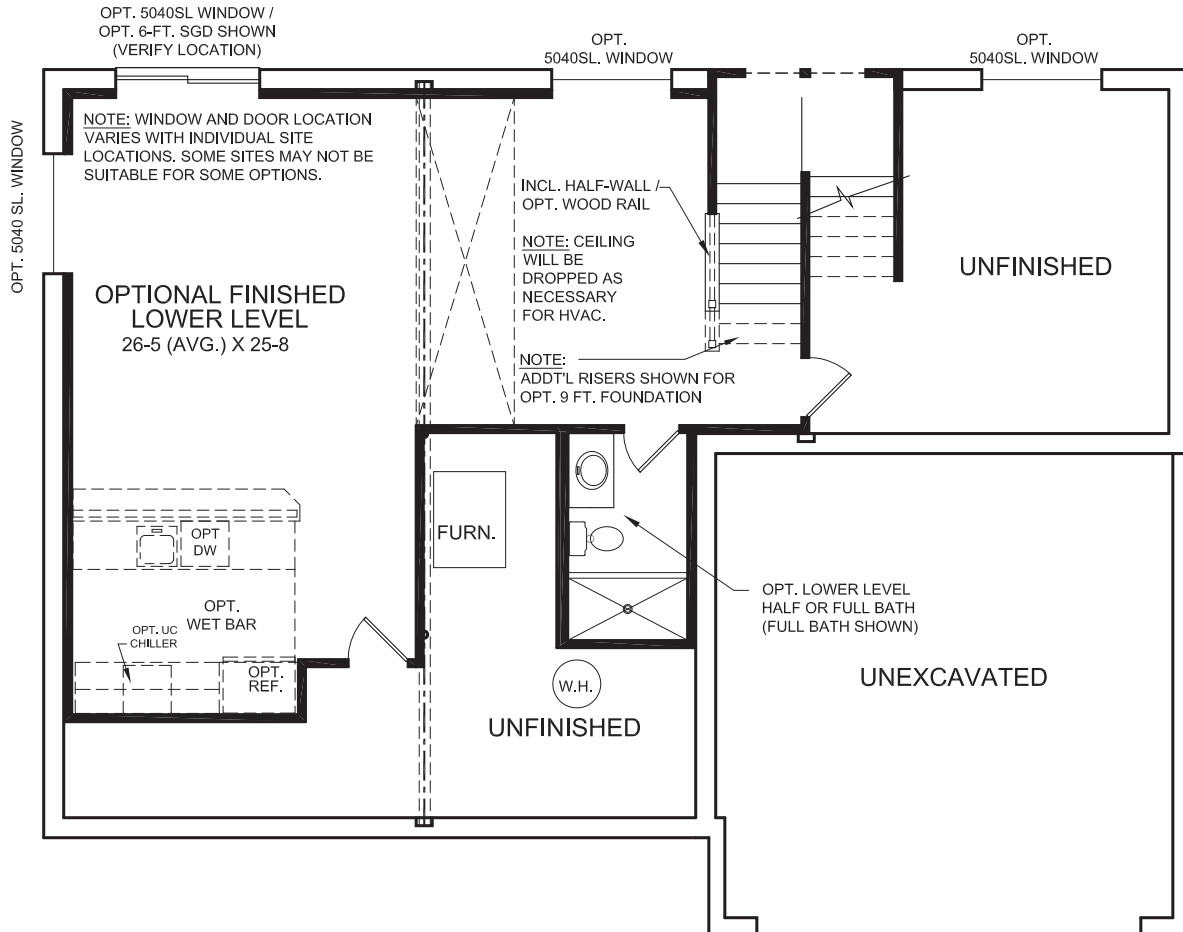 OPT. 5040SL WINDOW /
OPT. 6-FT. SGD SHOWN
(VERIFY LOCATION)
OPT.
5040SL. WINDOW
OPT.
5040SL. WINDOW
OPT. 5040 SL. WINDOW
NOTE: WINDOW AND DOOR LOCATION
VARIES WITH INDIVIDUAL SITE
LOCATIONS. SOME SITES MAY NOT BE
SUITABLE FOR SOME OPTIONS.
INCL. HALF-WALL /
OPT. WOOD RAIL
NOTE: CEILING
WILL BE
DROPPED AS
NECESSARY
FOR HVAC.
UNFINISHED
OPTIONAL FINISHED
LOWER LEVEL
26-5 (AVG.) X 25-8
NOTE:
ADDT'L RISERS SHOWN FOR
OPT. 9 FT. FOUNDATION
FURN.
OPT
DW
OPT.
WET BAR
OPT. UC
CHILLER
OPT.
REF.
OPT. LOWER LEVEL
HALF OR FULL BATH
(FULL BATH SHOWN)
W.H.
UNFINISHED
UNEXCAVATED